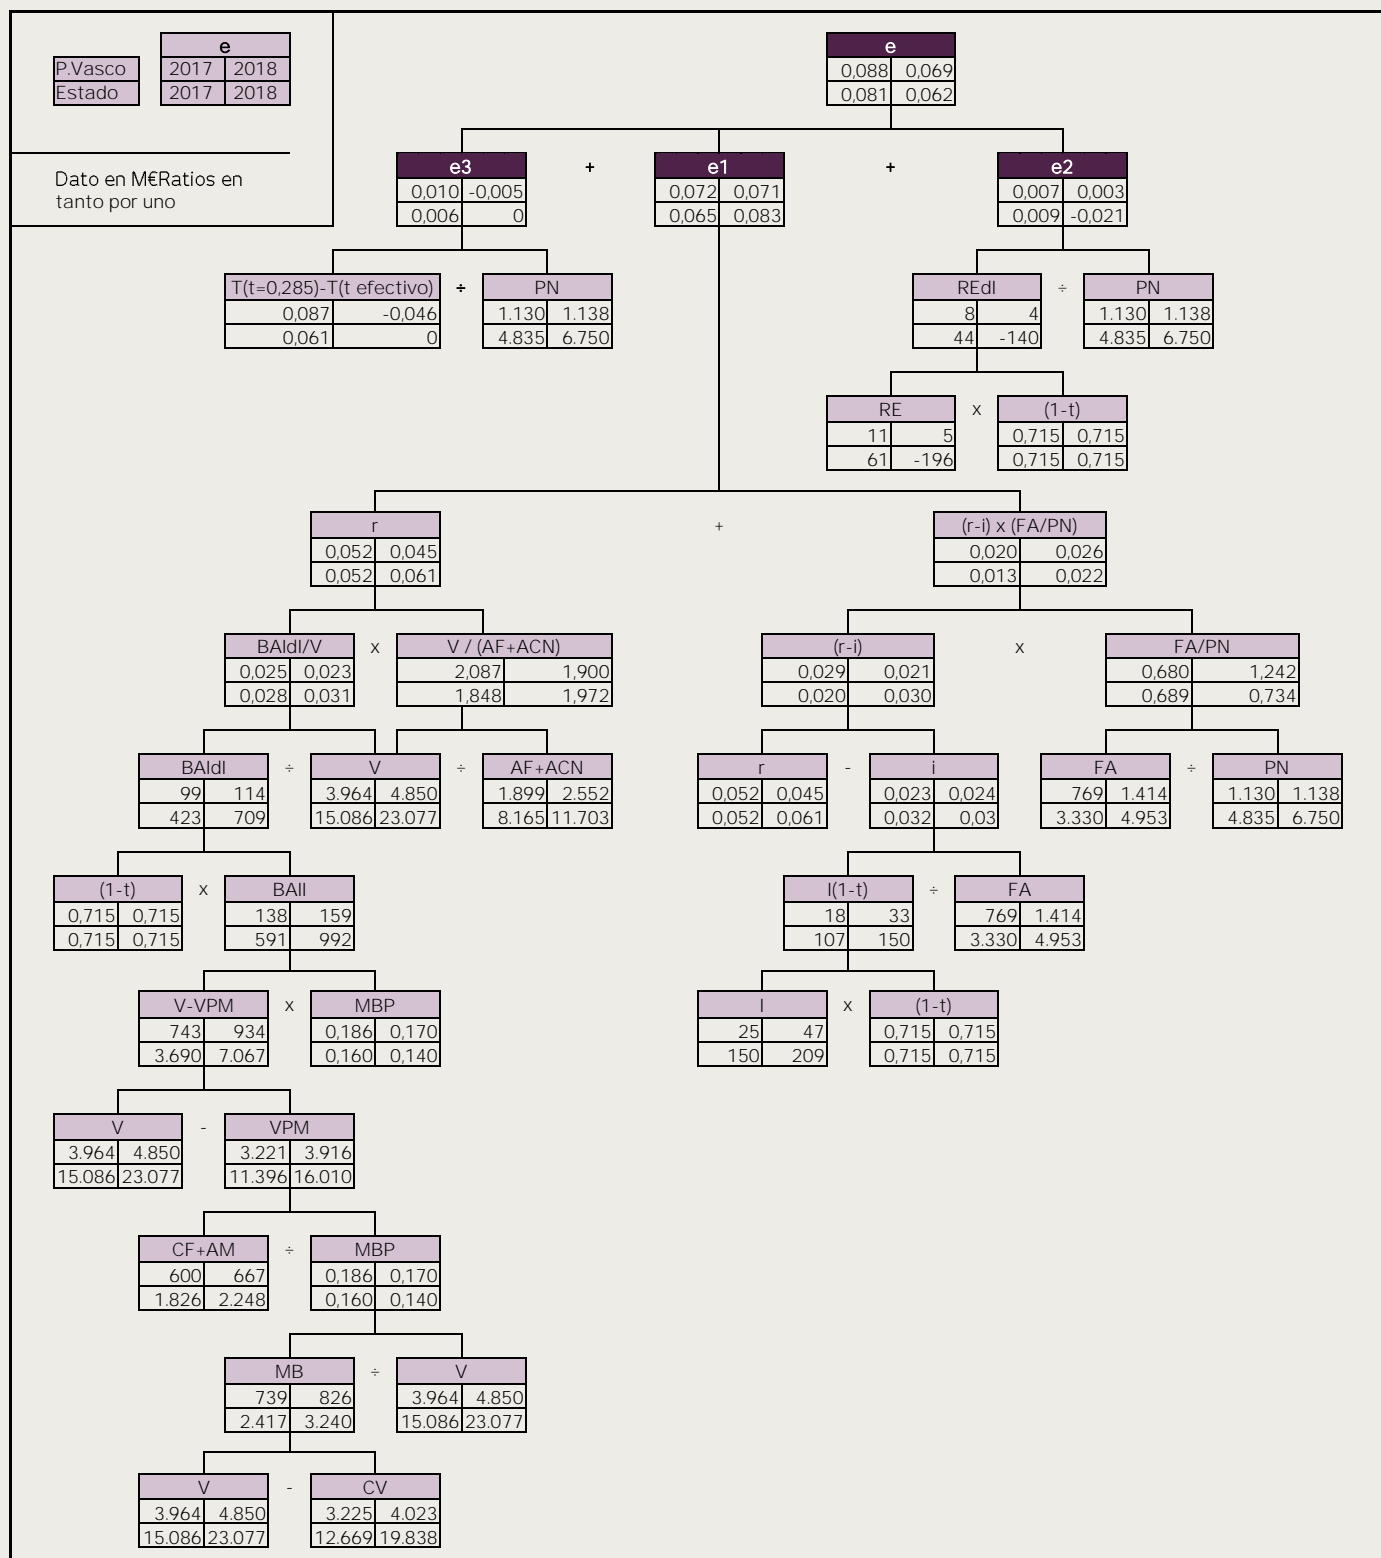 e
P.Vasco 2017 2018
Estado 2017 2018
Dato en M€Ratios en
tanto por uno
e
0,088 0,069
0,081 0,062
e3 + e1 + e2
0,010 -0,005 0,072 0,071 0,007 0,003
0,006 0 0,065 0,083 0,009 -0,021
T(t=0,285)-T(t efectivo) ÷ PN REdI ÷ PN
0,087 -0,046 1.130 1.138 8 4 1.130 1.138
0,061 0 4.835 6.750 44 -140 4.835 6.750
RE x (1-t)
11 5 0,715 0,715
61 -196 0,715 0,715
r + (r-i) x (FA/PN)
0,052 0,045 0,020 0,026
0,052 0,061 0,013 0,022
BAIdI/V x V / (AF+ACN) (r-i) x FA/PN
0,025 0,023 2,087 1,900 0,029 0,021 0,680 1,242
0,028 0,031 1,848 1,972 0,020 0,030 0,689 0,734
BAIdI ÷ V ÷ AF+ACN r - i FA ÷ PN
99 114 3.964 4.850 1.899 2.552 0,052 0,045 0,023 0,024 769 1.414 1.130 1.138
423 709 15.086 23.077 8.165 11.703 0,052 0,061 0,032 0,03 3.330 4.953 4.835 6.750
(1-t) x BAII I(1-t) ÷ FA
0,715 0,715 138 159 18 33 769 1.414
0,715 0,715 591 992 107 150 3.330 4.953
V-VPM x MBP I x (1-t)
743 934 0,186 0,170 25 47 0,715 0,715
3.690 7.067 0,160 0,140 150 209 0,715 0,715
V - VPM
3.964 4.850 3.221 3.916
15.086 23.077 11.396 16.010
CF+AM ÷ MBP
600 667 0,186 0,170
1.826 2.248 0,160 0,140
MB ÷ V
739 826 3.964 4.850
2.417 3.240 15.086 23.077
V - CV
3.964 4.850 3.225 4.023
15.086 23.077 12.669 19.838